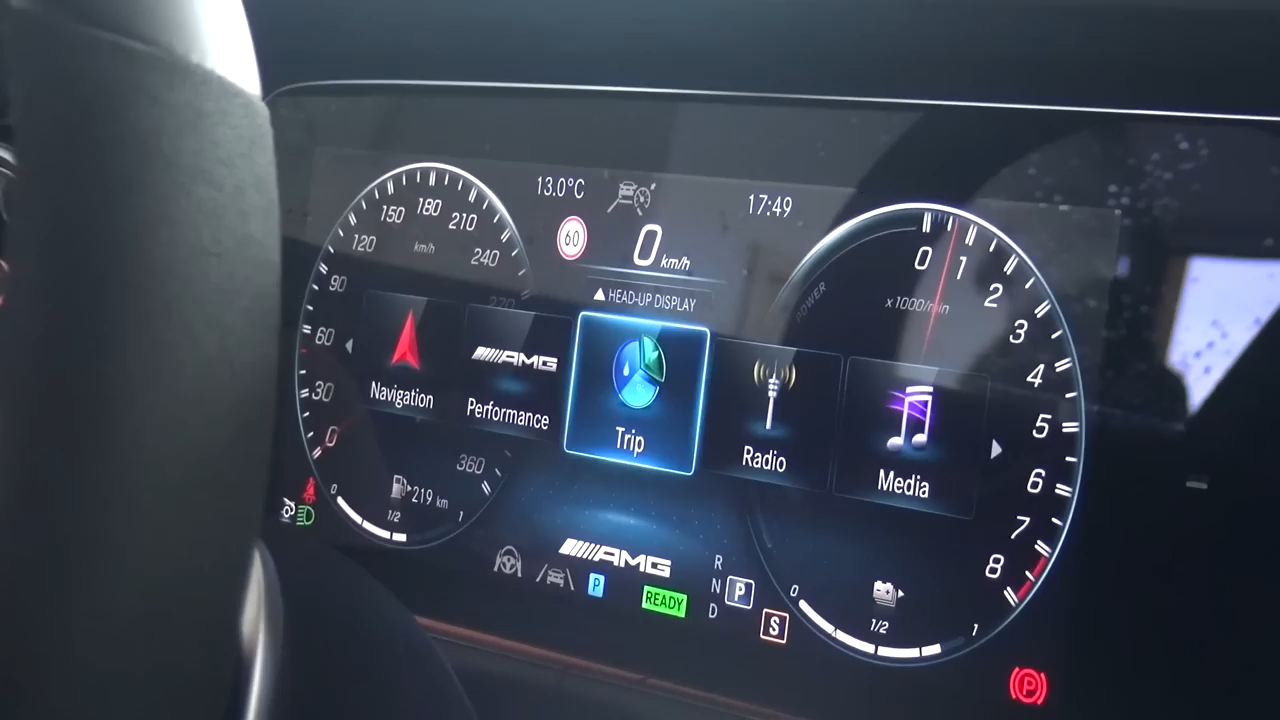 13.0°C
17:49
60
0 km/h
HEAD-UP DISPLAY
0
30
60
90
120
150
180
210
240
270
360
km/h
Navigation
AMG
Performance
Trip
Radio
Media
POWER
x1000/min
0
1
2
3
4
5
6
7
8
219 km
0
1/2
1
AMG
P
READY
R
N
D
P
S
0
1/2
1
P